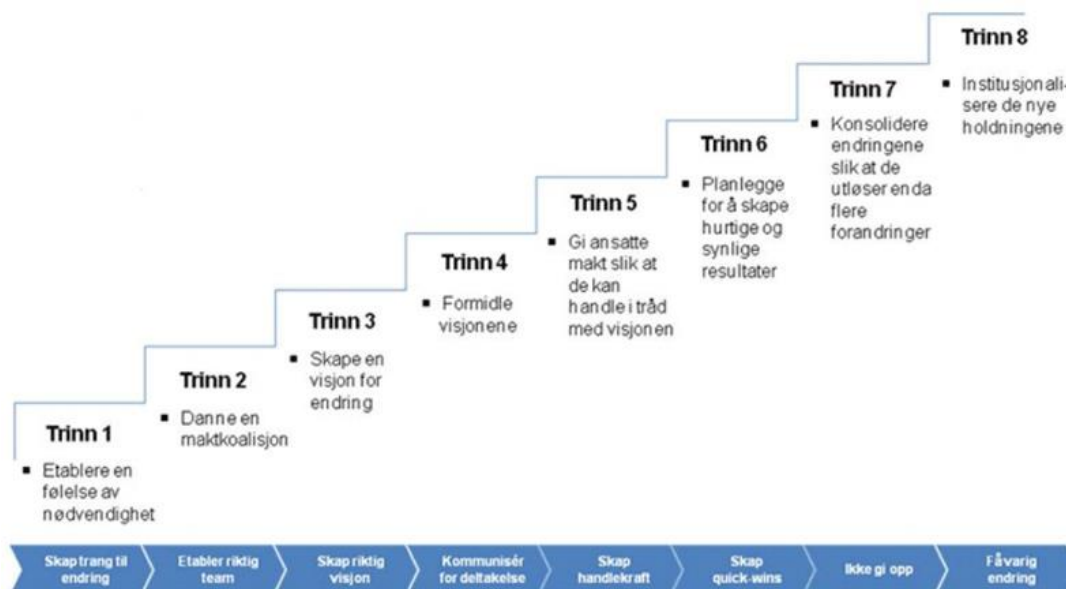 Trinn 1
▪ Etablere en
følelse av
nødvendighet
Trinn 2
▪ Danne en
maktkoalisjon
Trinn 3
▪ Skape en
visjon for
endring
Trinn 4
▪ Formidle
visjonene
Trinn 5
▪ Gi ansatte
makt slik at
de kan
handle i tråd
med visjonen
Trinn 6
▪ Planlegge
for å skape
hurtige og
synlige
resultater
Trinn 7
▪ Konsolidere
endringene
slik at de
utløser enda
flere
forandringer
Trinn 8
▪ Institusjonali-
sere de nye
holdningene
Skap trang til
endring
Etabler riktig
team
Skap riktig
visjon
Kommunisér
for deltakelse
Skap
handlekraft
Skap
quick-wins
Ikke gi opp
Få varig
endring